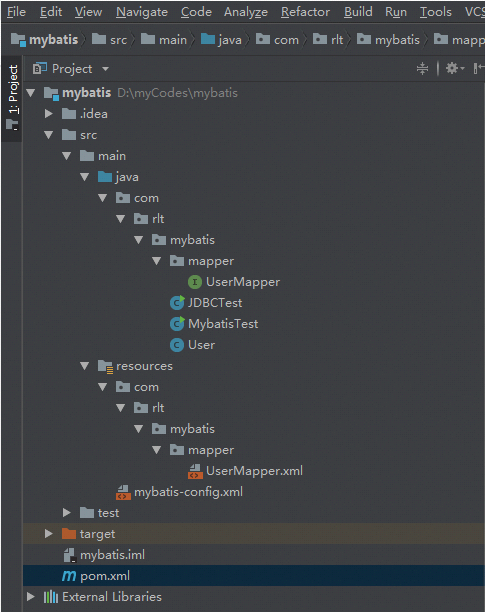 File Edit View Navigate Code Analyze Refactor Build Run Tools VCS
mybatis src main java com rlt mybatis mapp
Project
1: Project
mybatis D:\myCodes\mybatis
.idea
src
main
java
com
rlt
mybatis
mapper
UserMapper
JDBCTest
MybatisTest
User
resources
com
rlt
mybatis
mapper
UserMapper.xml
mybatis-config.xml
test
target
mybatis.iml
pom.xml
External Libraries